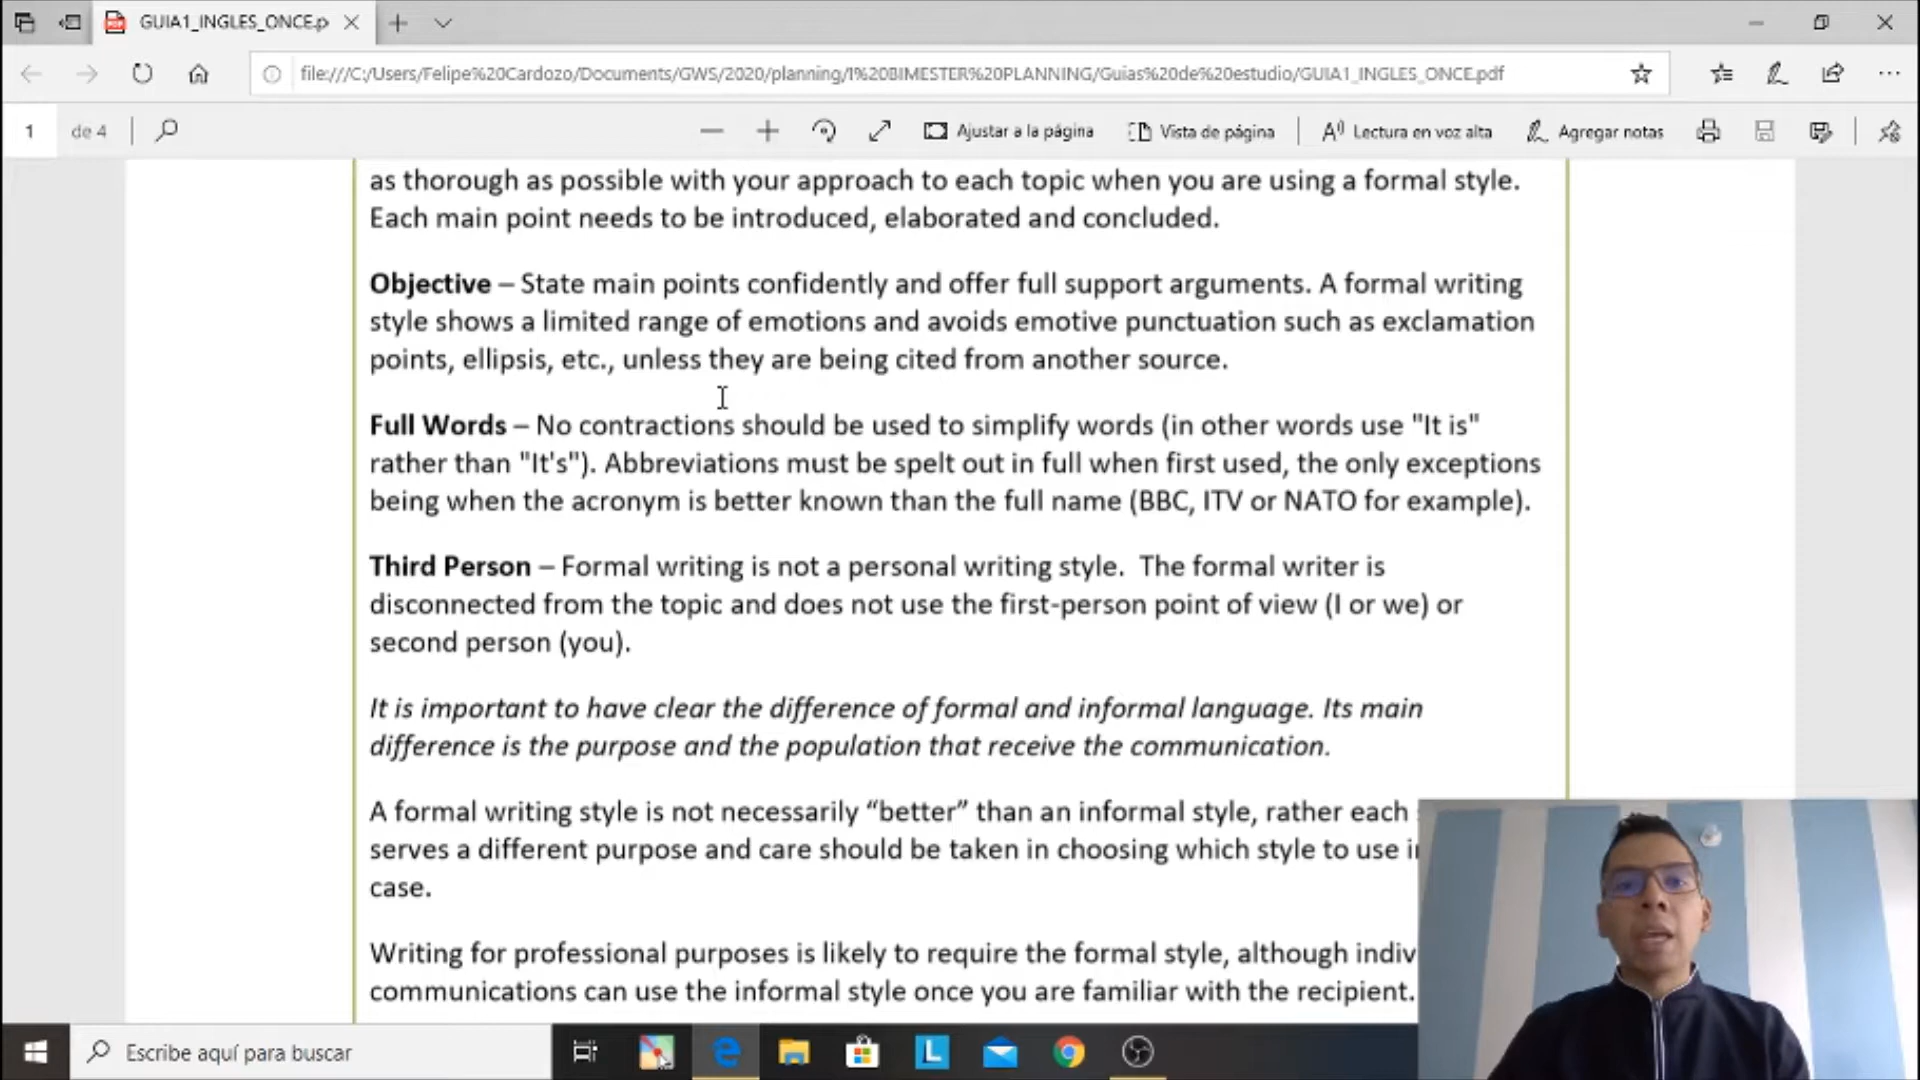 GUIA1_INGLES_ONCE.p
file:///C:/Users/Felipe%20Cardozo/Documents/GWS/2020/planning/I%20BIMESTER%20PLANNING/Guias%20de%20estudio/GUIA1_INGLES_ONCE.pdf
1 de 4 Ajustar a la página Vista de página Lectura en voz alta Agregar notas
as thorough as possible with your approach to each topic when you are using a formal style.
Each main point needs to be introduced, elaborated and concluded.
Objective – State main points confidently and offer full support arguments. A formal writing
style shows a limited range of emotions and avoids emotive punctuation such as exclamation
points, ellipsis, etc., unless they are being cited from another source.
Full Words – No contractions should be used to simplify words (in other words use "It is"
rather than "It's"). Abbreviations must be spelt out in full when first used, the only exceptions
being when the acronym is better known than the full name (BBC, ITV or NATO for example).
Third Person – Formal writing is not a personal writing style. The formal writer is
disconnected from the topic and does not use the first-person point of view (I or we) or
second person (you).
It is important to have clear the difference of formal and informal language. Its main
difference is the purpose and the population that receive the communication.
A formal writing style is not necessarily “better” than an informal style, rather each
serves a different purpose and care should be taken in choosing which style to use
case.
Writing for professional purposes is likely to require the formal style, although indiv
communications can use the informal style once you are familiar with the recipient.
Escribe aquí para buscar